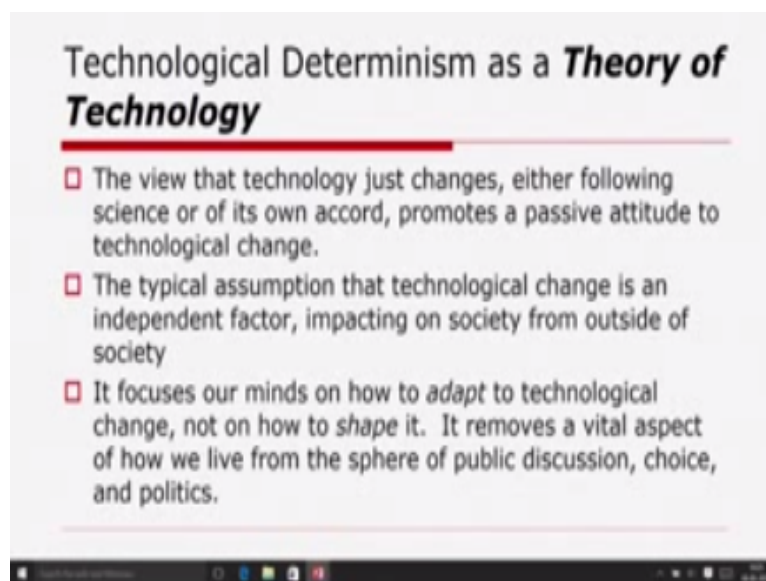 Technological Determinism as a Theory of
Technology
The view that technology just changes, either following
science or of its own accord, promotes a passive attitude to
technological change.
The typical assumption that technological change is an
independent factor, impacting on society from outside of
society
It focuses our minds on how to adapt to technological
change, not on how to shape it. It removes a vital aspect
of how we live from the sphere of public discussion, choice,
and politics.